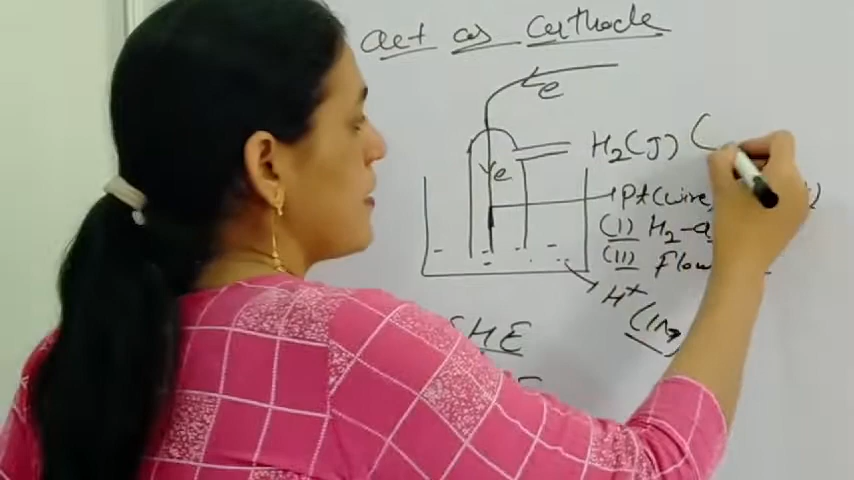 act as Cathode
e
H2(g) (
e
Pt(wire
(i) H2-a
(ii) Flow
H+
(1M
SHE